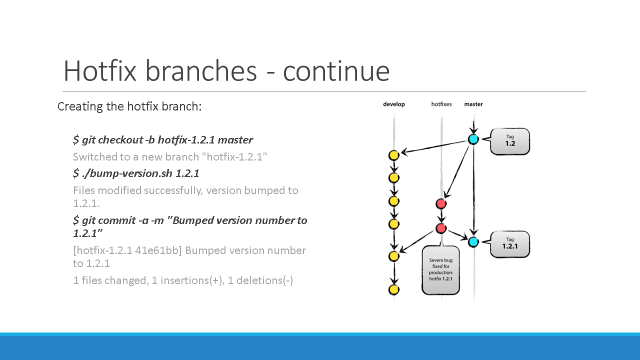 Hotfix branches - continue
Creating the hotfix branch:
$ git checkout -b hotfix-1.2.1 master
Switched to a new branch "hotfix-1.2.1"
$ ./bump-version.sh 1.2.1
Files modified successfully, version bumped to
1.2.1.
$ git commit -a -m "Bumped version number to
1.2.1"
[hotfix-1.2.1 41e61bb] Bumped version number
to 1.2.1
1 files changed, 1 insertions(+), 1 deletions(-)
develop hotfixes master
Tag
1.2
Tag
1.2.1
Severe bug
fixed for
production:
hotfix 1.2.1